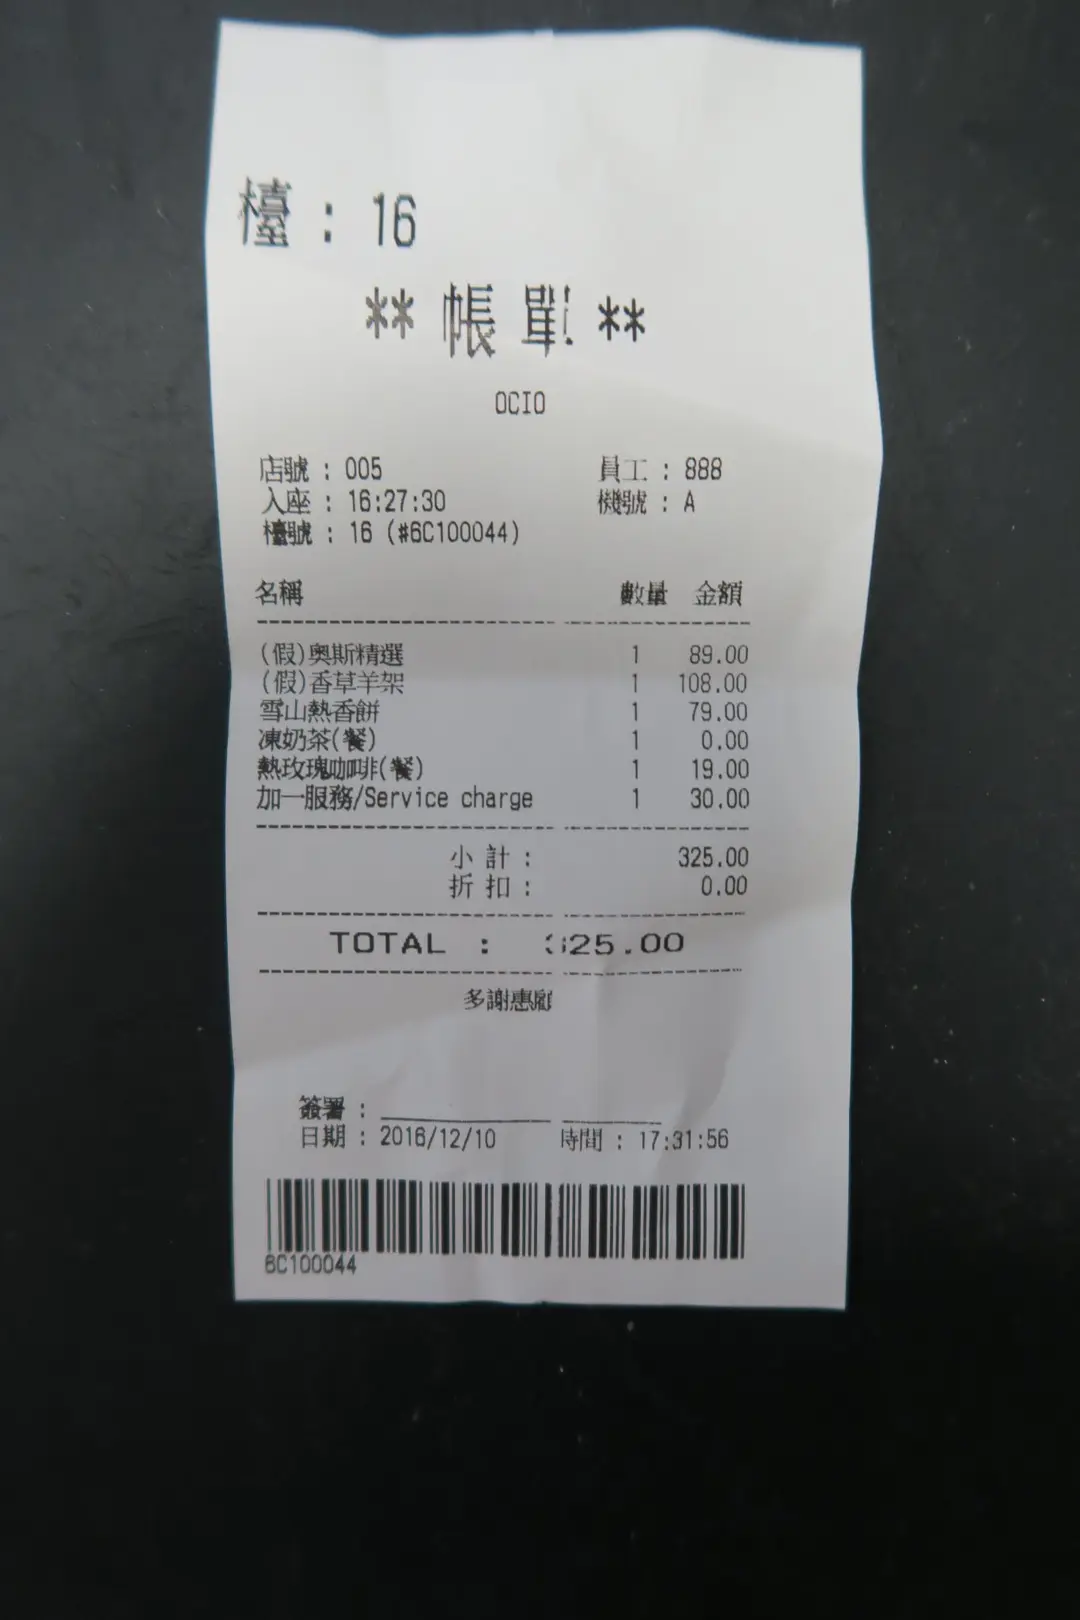 檯 : 16
** 帳 單 **
OCIO
店號 : 005 員工 : 888
入座 : 16:27:30 機號 : A
檯號 : 16 (#6C100044)
名稱 數量 金額
(假)奧斯精選 1 89.00
(假)香草羊架 1 108.00
雪山熱香餅 1 79.00
凍奶茶(餐) 1 0.00
熱玫瑰咖啡(餐) 1 19.00
加一服務/Service charge 1 30.00
小 計 : 325.00
折 扣 : 0.00
TOTAL : 325.00
多謝惠顧
簽署 :
日期 : 2016/12/10 時間 : 17:31:56
6C100044